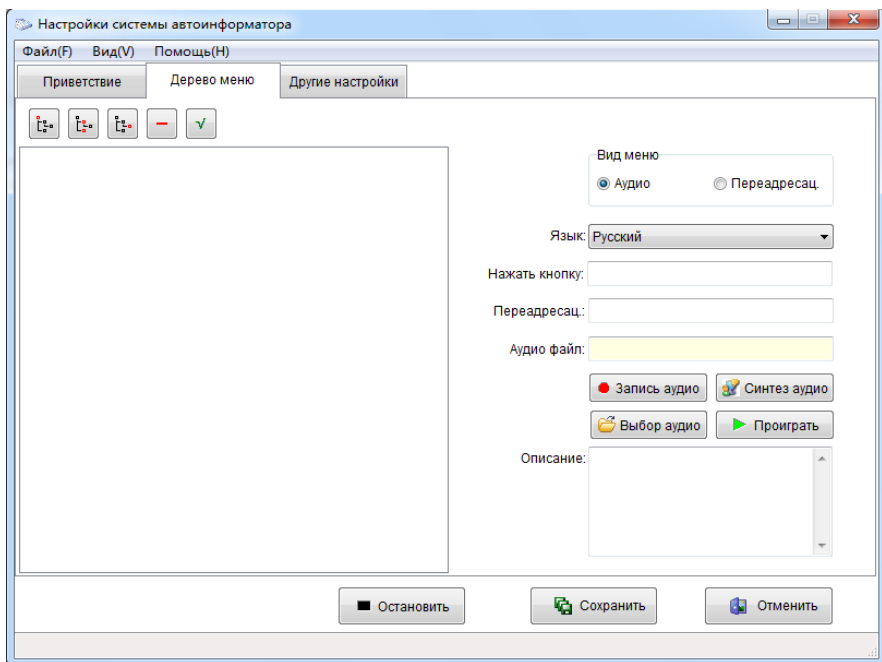 Настройки системы автоинформатора
Файл(F) Вид(V) Помощь(H)
Приветствие Дерево меню Другие настройки
Вид меню
Аудио Переадресац.
Язык: Русский
Нажать кнопку:
Переадресац.:
Аудио файл:
Запись аудио Синтез аудио
Выбор аудио Проиграть
Описание:
Остановить Сохранить Отменить